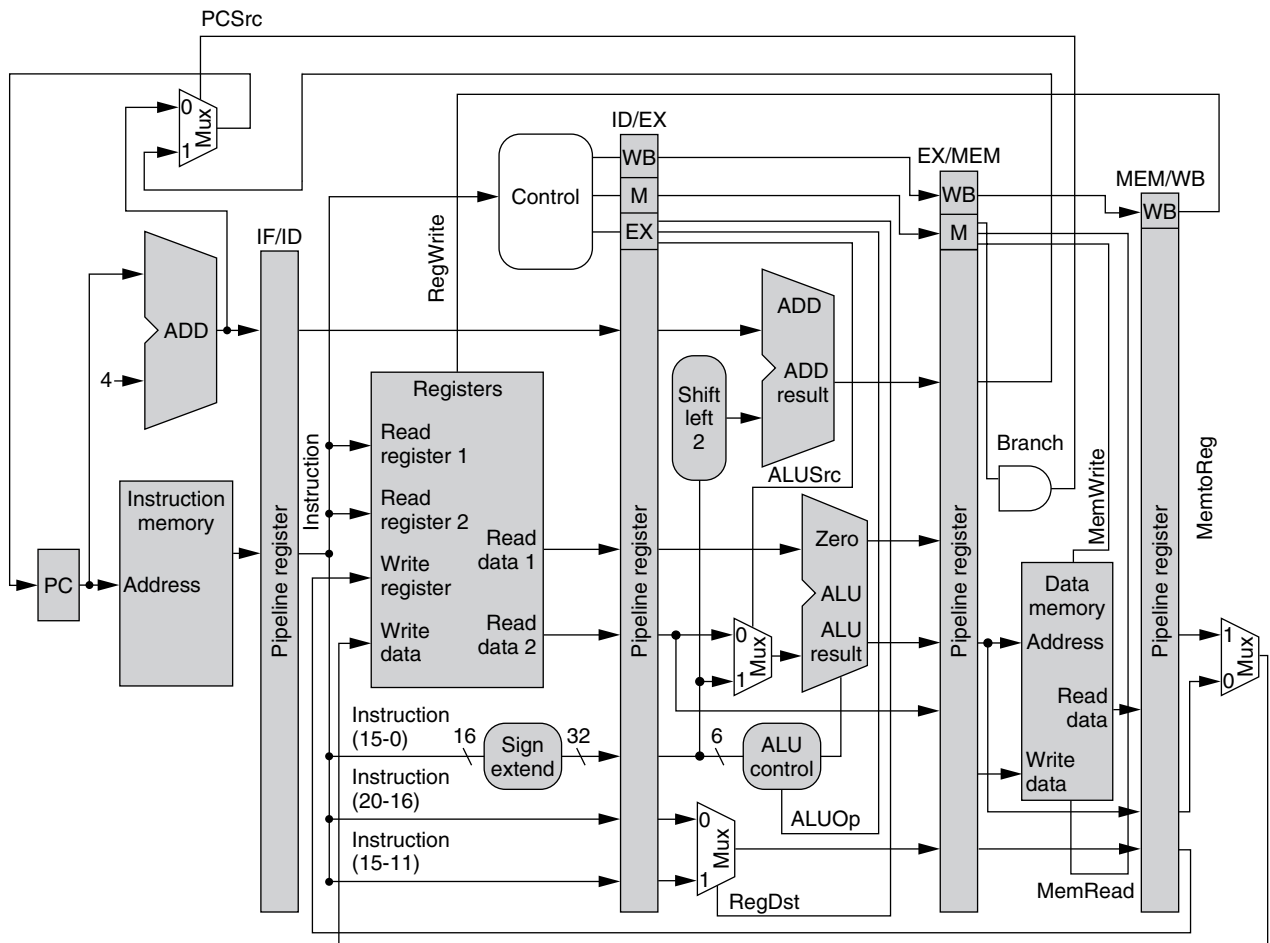 PCSrc
0
Mux
1
ID/EX
WB
Control
M
EX
EX/MEM
WB
M
MEM/WB
WB
IF/ID
RegWrite
ADD
4
ADD
ADD
result
Shift
left
2
Registers
Read
register 1
Read
register 2
Write
register
Write
data
Read
data 1
Read
data 2
Instruction
Instruction
memory
Address
PC
Pipeline register
Pipeline register
ALUSrc
Zero
ALU
ALU
result
0
Mux
1
Pipeline register
Branch
MemWrite
Data
memory
Address
Read
data
Write
data
Pipeline register
MemtoReg
1
Mux
0
Instruction
(15-0)
16
Sign
extend
32
6
ALU
control
Instruction
(20-16)
Instruction
(15-11)
0
Mux
1
ALUOp
RegDst
MemRead